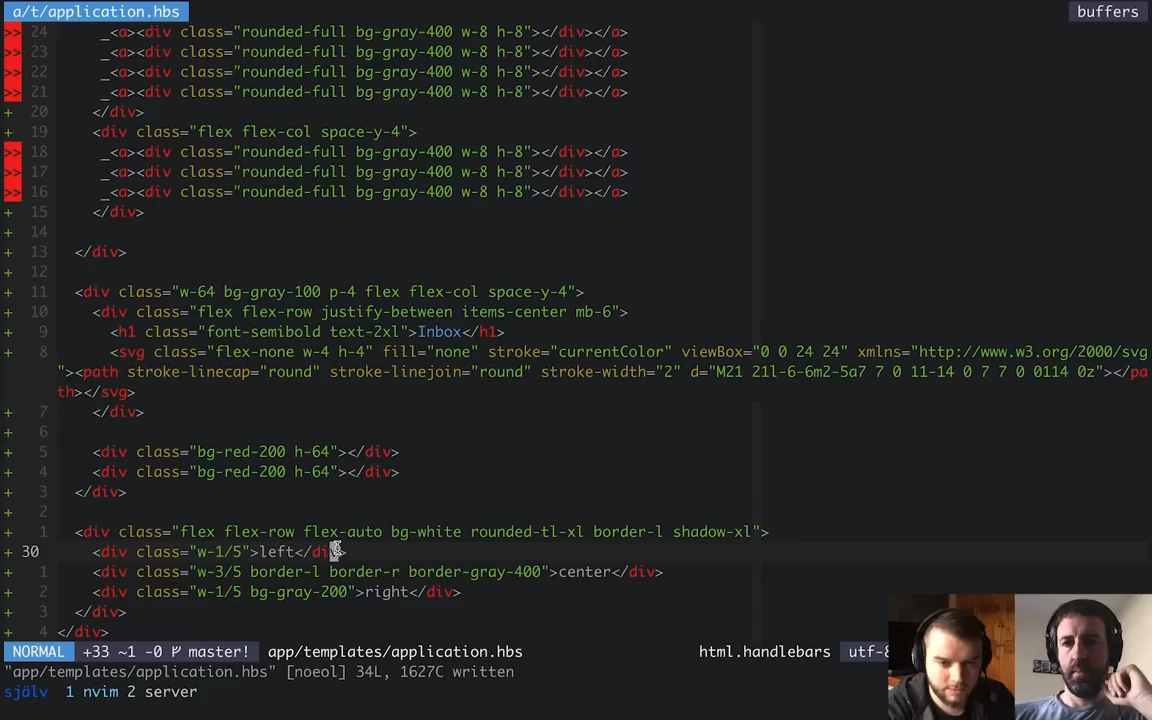 a/t/application.hbs buffers
>> 24 _<a><div class="rounded-full bg-gray-400 w-8 h-8"></div></a>
>> 23 _<a><div class="rounded-full bg-gray-400 w-8 h-8"></div></a>
>> 22 _<a><div class="rounded-full bg-gray-400 w-8 h-8"></div></a>
>> 21 _<a><div class="rounded-full bg-gray-400 w-8 h-8"></div></a>
+ 20 </div>
+ 19 <div class="flex flex-col space-y-4">
>> 18 _<a><div class="rounded-full bg-gray-400 w-8 h-8"></div></a>
>> 17 _<a><div class="rounded-full bg-gray-400 w-8 h-8"></div></a>
>> 16 _<a><div class="rounded-full bg-gray-400 w-8 h-8"></div></a>
+ 15 </div>
+ 14
+ 13 </div>
+ 12
+ 11 <div class="w-64 bg-gray-100 p-4 flex flex-col space-y-4">
+ 10 <div class="flex flex-row justify-between items-center mb-6">
+ 9 <h1 class="font-semibold text-2xl">Inbox</h1>
+ 8 <svg class="flex-none w-4 h-4" fill="none" stroke="currentColor" viewBox="0 0 24 24" xmlns="http://www.w3.org/2000/svg
"><path stroke-linecap="round" stroke-linejoin="round" stroke-width="2" d="M21 21l-6-6m2-5a7 7 0 11-14 0 7 7 0 0114 0z"></pa
th></svg>
+ 7 </div>
+ 6
+ 5 <div class="bg-red-200 h-64"></div>
+ 4 <div class="bg-red-200 h-64"></div>
+ 3 </div>
+ 2
+ 1 <div class="flex flex-row flex-auto bg-white rounded-tl-xl border-l shadow-xl">
+ 30 <div class="w-1/5">left</div>
+ 1 <div class="w-3/5 border-l border-r border-gray-400">center</div>
+ 2 <div class="w-1/5 bg-gray-200">right</div>
+ 3 </div>
+ 4 </div>
NORMAL +33 ~1 -0 master! app/templates/application.hbs html.handlebars utf-8
"app/templates/application.hbs" [noeol] 34L, 1627C written
själv 1 nvim 2 server